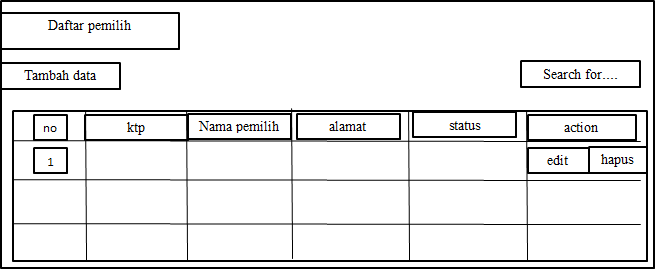 Daftar pemilih
Tambah data
Search for....
no ktp Nama pemilih alamat status action
1 edit hapus